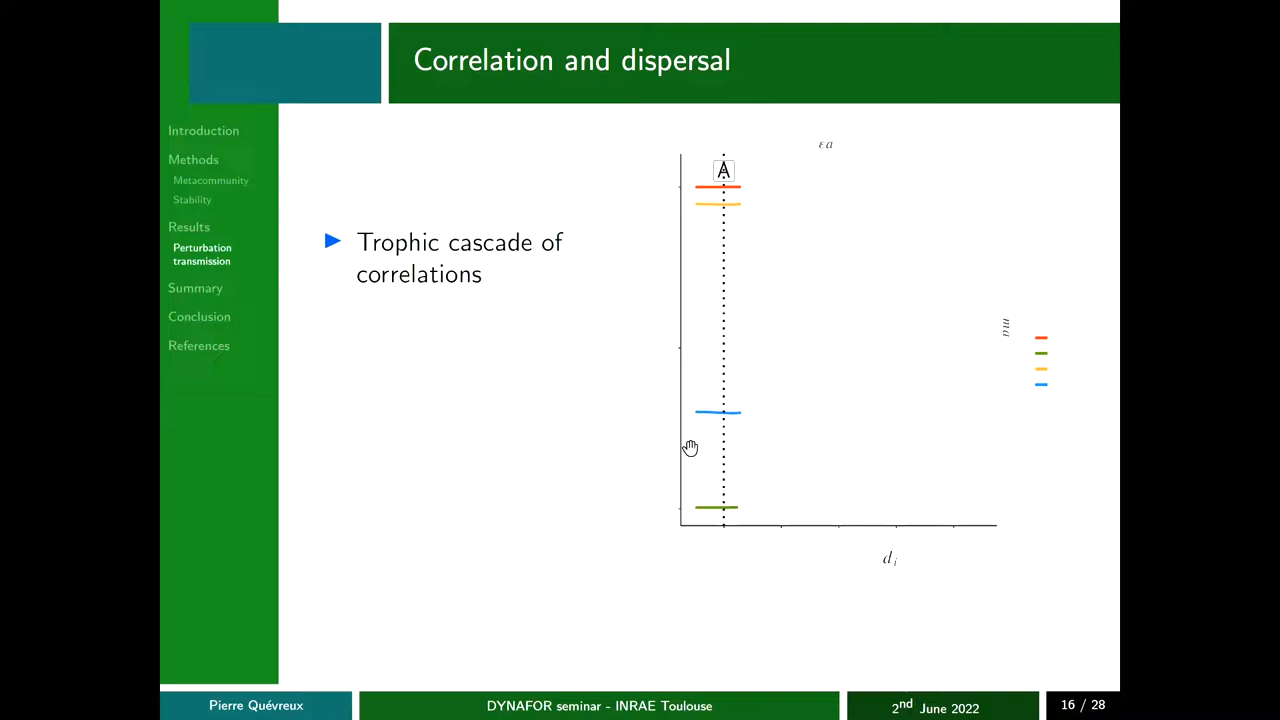 Correlation and dispersal
Introduction
Methods
Metacommunity
Stability
Results
Perturbation
transmission
Summary
Conclusion
References
Trophic cascade of
correlations
ϵa
A
ma
d i
Pierre Quévreux
DYNAFOR seminar - INRAE Toulouse
2nd June 2022
16 / 28